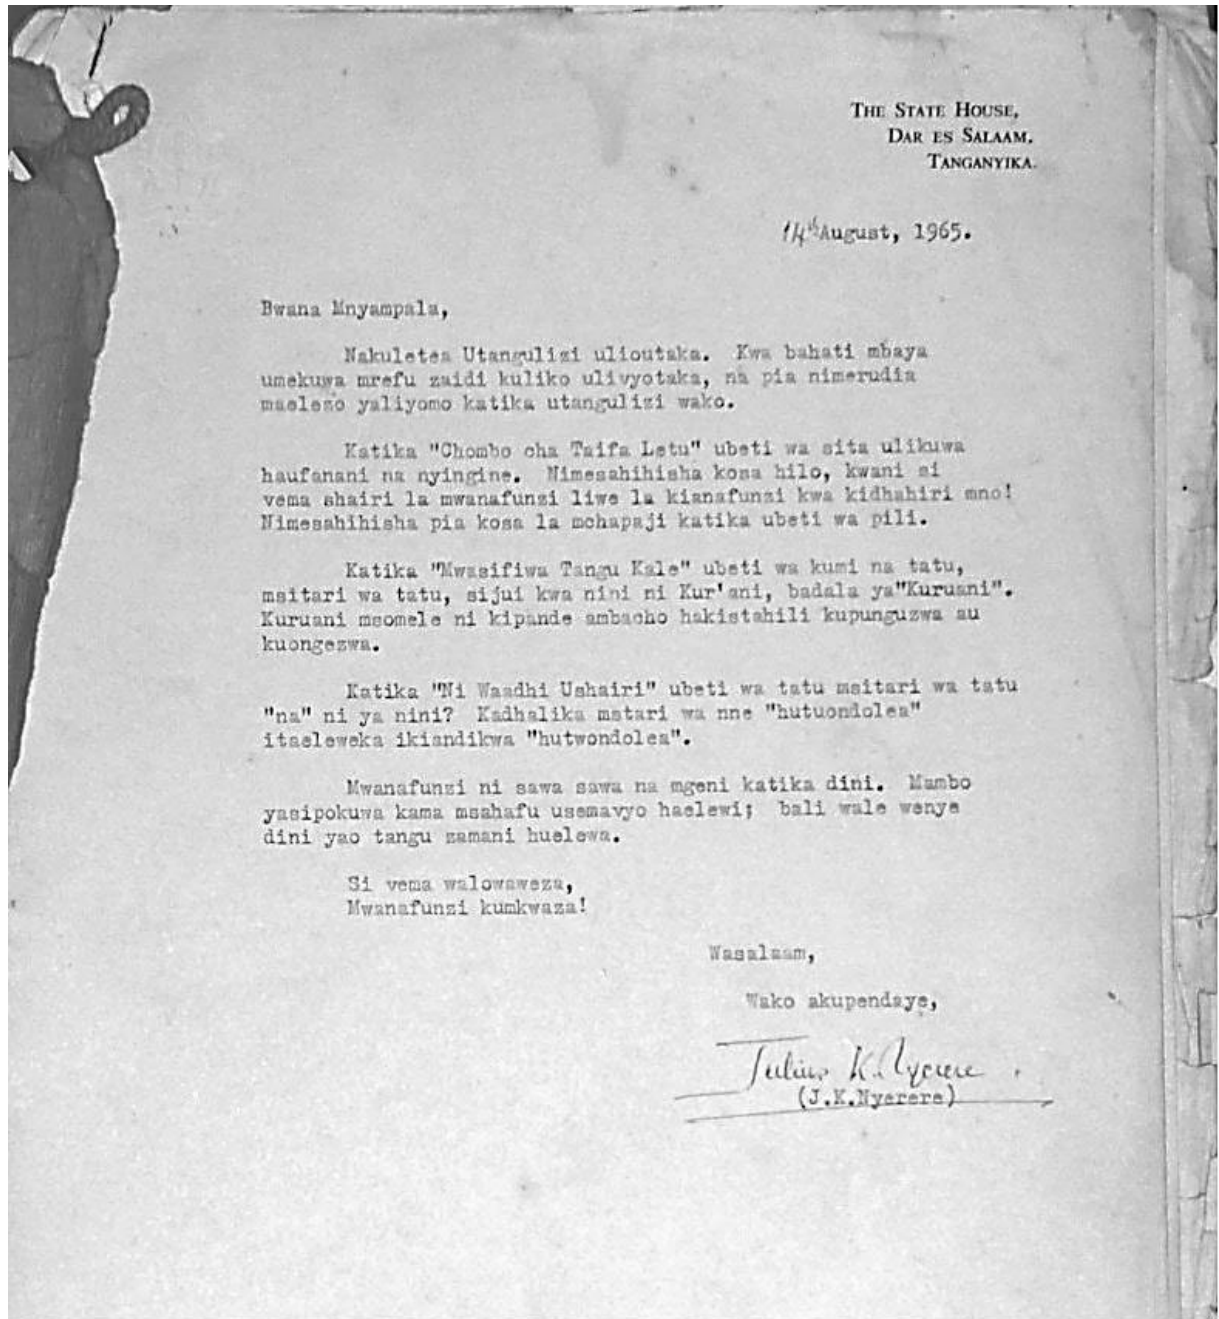 THE STATE HOUSE,
DAR ES SALAAM,
TANGANYIKA.
14th August, 1965.
Bwana Mnyampala,
Nakuletea Utangulizi ulioutaka. Kwa bahati mbaya
umekuwa mrefu zaidi kuliko ulivyotaka, na pia nimerudia
maelezo yaliyomo katika utangulizi wako.
Katika "Chombo cha Taifa Letu" ubeti wa sita ulikuwa
haufanani na nyingine. Nimesahihisha kosa hilo, kwani si
vema shairi la mwanafunzi liwe la kianafunzi kwa kidhahiri mno!
Nimesahihisha pia kosa la mchapaji katika ubeti wa pili.
Katika "Mwasifiwa Tangu Kale" ubeti wa kumi na tatu,
msitari wa tatu, sijui kwa nini ni Kur'ani, badala ya"Kuruani".
Kuruani msomele ni kipande ambacho hakistahili kupunguzwa au
kuongezwa.
Katika "Ni Waadhi Ushairi" ubeti wa tatu msitari wa tatu
"na" ni ya nini? Kadhalika mstari wa nne "hutuondolea"
itaeleweka ikiandikwa "hutwondolea".
Mwanafunzi ni sawa sawa na mgeni katika dini. Mambo
yasipokuwa kama msahafu usemavyo haelewi; bali wale wenye
dini yao tangu zamani huelewa.
Si vema walowaweza,
Mwanafunzi kumkwaza!
Wasalaam,
Wako akupendaye,
Julius K. Nyerere
(J.K.Nyerere)